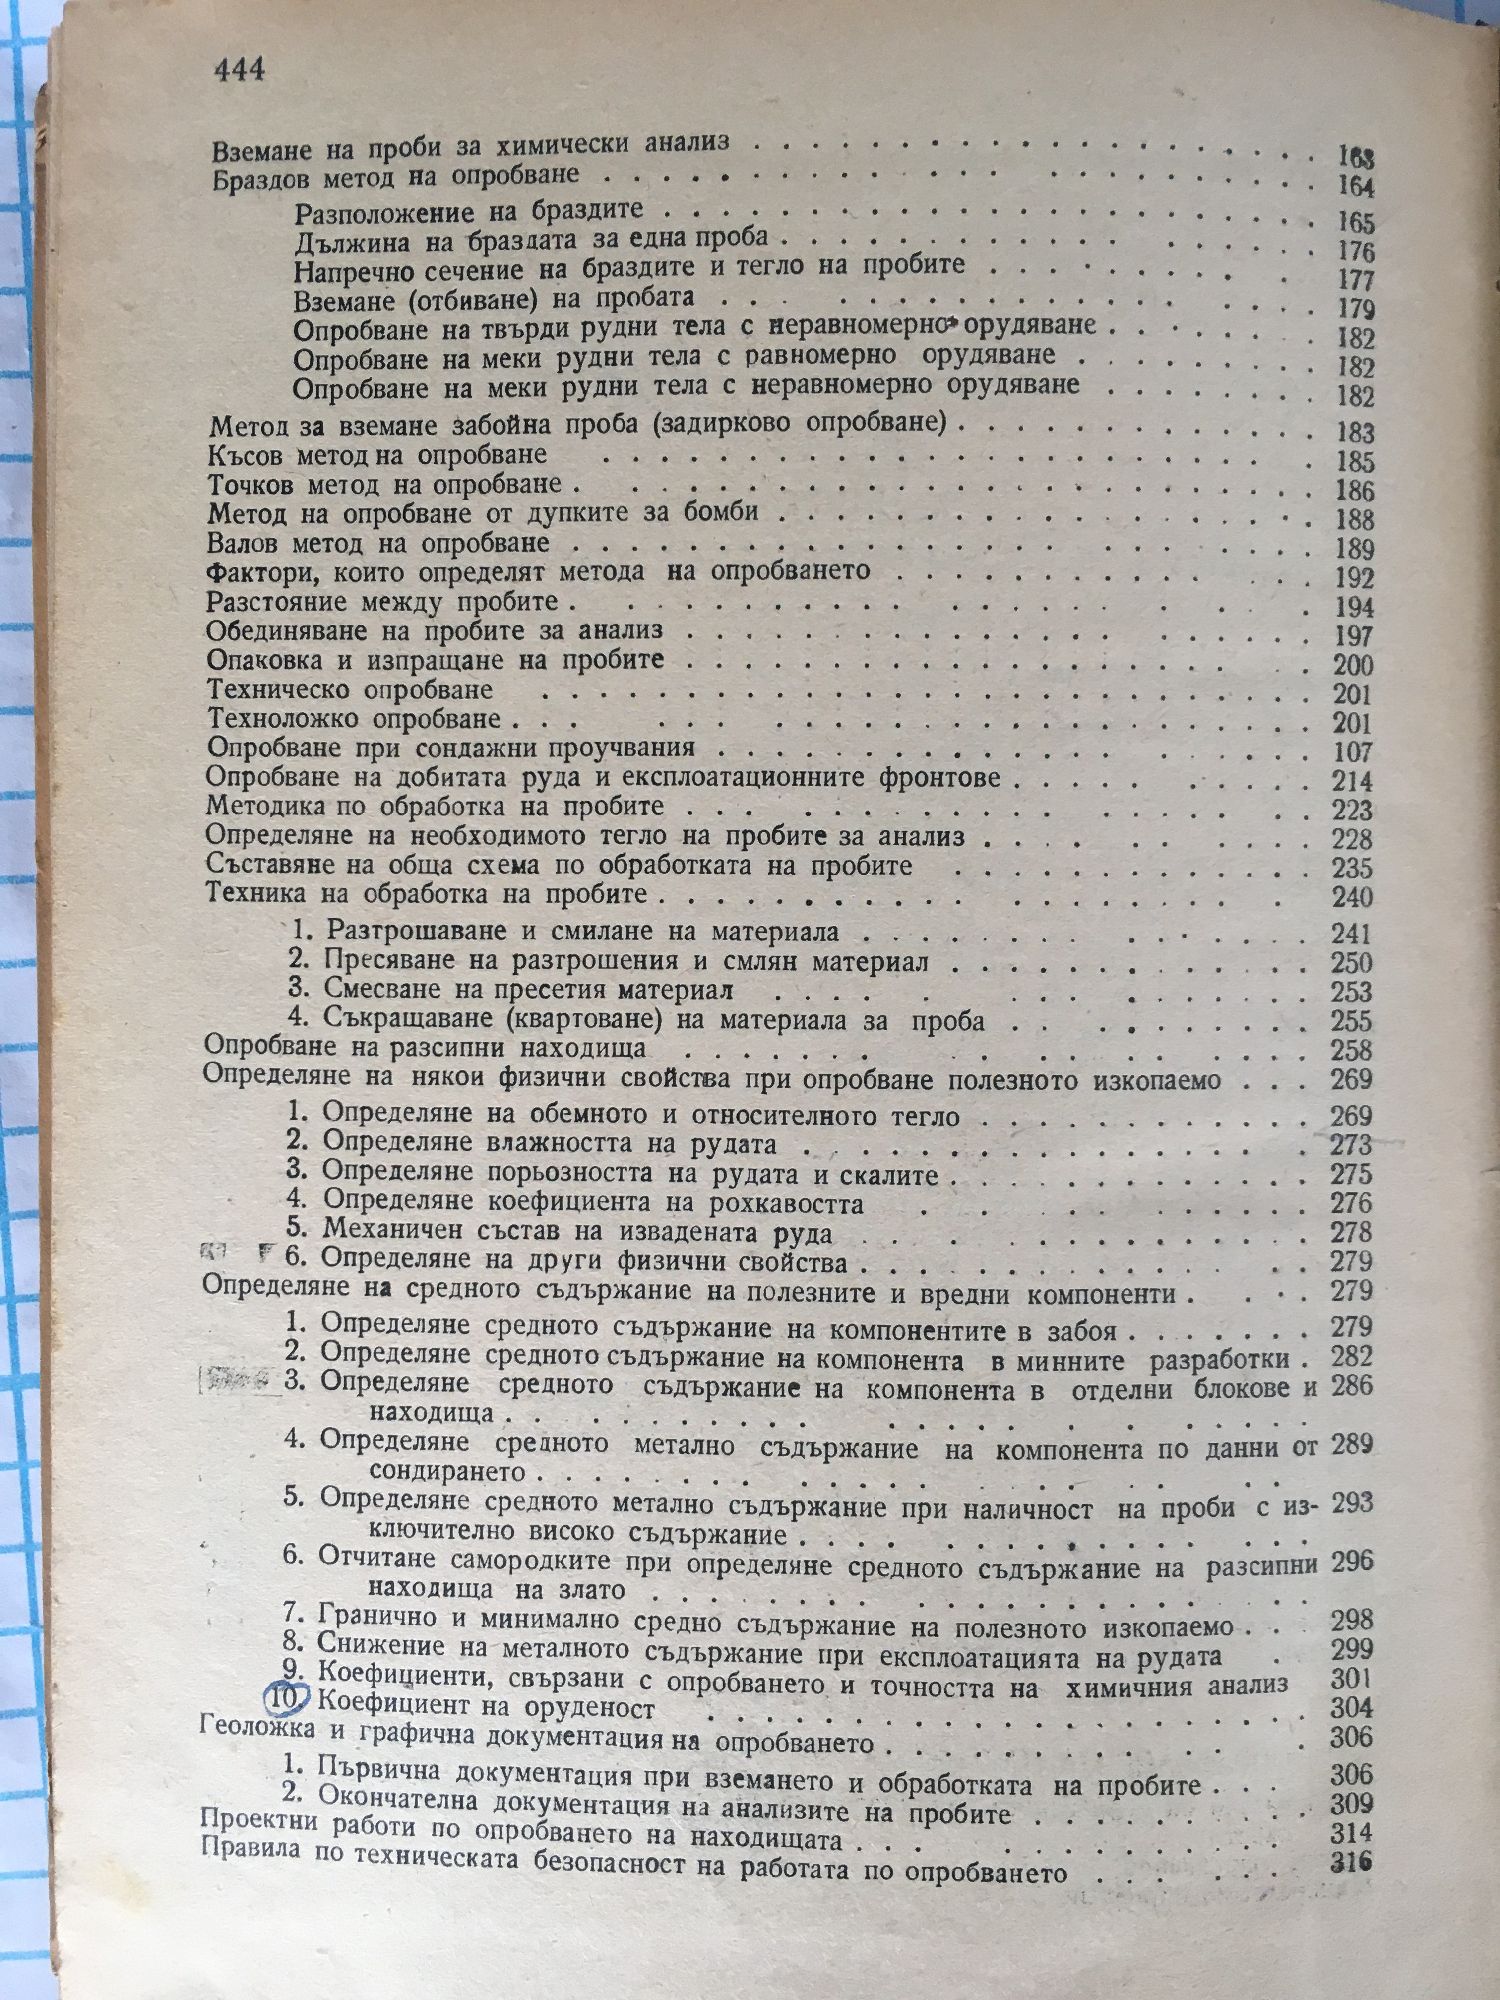 444
Вземане на проби за химически анализ . . . . . . . . . . . . . . . . . . . . 163
Браздов метод на опробване . . . . . . . . . . . . . . . . . . . . 164
Разположение на браздите . . . . . . . . . . . . . . . . . . . . 165
Дължина на браздата за една проба . . . . . . . . . . . . . . . . 176
Напречно сечение на браздите и тегло на пробите . . . . . . . . . . 177
Вземане (отбиване) на пробата . . . . . . . . . . . . . . . . . . 179
Опробване на твърди рудни тела с неравномерно орудяване . . . . . . . 182
Опробване на меки рудни тела с равномерно орудяване . . . . . . . . 182
Опробване на меки рудни тела с неравномерно орудяване . . . . . . . . 182
Метод за вземане забойна проба (задирково опробване) . . . . . . . . . . . . . 183
Късов метод на опробване . . . . . . . . . . . . . . . . . . . . 185
Точков метод на опробване . . . . . . . . . . . . . . . . . . . . 186
Метод на опробване от дупките за бомби . . . . . . . . . . . . . . . . . . 188
Валов метод на опробване . . . . . . . . . . . . . . . . . . . . 189
Фактори, които определят метода на опробването . . . . . . . . . . . . . 192
Разстояние между пробите . . . . . . . . . . . . . . . . . . 194
Обединяване на пробите за анализ . . . . . . . . . . . . . . . . . . 197
Опаковка и изпращане на пробите . . . . . . . . . . . . . . . . . . 200
Техническо опробване . . . . . . . . . . . . . . . . . . . . 201
Техноложко опробване . . . . . . . . . . . . . . . . . . . . 201
Опробване при сондажни проучвания . . . . . . . . . . . . . . . . . . 107
Опробване на добитата руда и експлоатационните фронтове . . . . . . . . . 214
Методика по обработка на пробите . . . . . . . . . . . . . . . . . . 223
Определяне на необходимото тегло на пробите за анализ . . . . . . . . 228
Съставяне на обща схема по обработката на пробите . . . . . . . . . . . . 235
Техника на обработка на пробите . . . . . . . . . . . . . . . . . . 240
1. Разтрошаване и смилане на материала . . . . . . . . . . . . . . 241
2. Пресяване на разтрошения и смлян материал . . . . . . . . . . . . 250
3. Смесване на пресетия материал . . . . . . . . . . . . . . 253
4. Съкращаване (квартоване) на материала за проба . . . . . . . . . . 255
Опробване на разсипни находища . . . . . . . . . . . . . . . . 258
Определяне на някои физични свойства при опробване полезното изкопаемо . . . 269
1. Определяне на обемното и относителното тегло . . . . . . . . . . . . 269
2. Определяне влажността на рудата . . . . . . . . . . . . . . . . 273
3. Определяне порьозността на рудата и скалите . . . . . . . . . . . . . 275
4. Определяне коефициента на рохкавостта . . . . . . . . . . 276
5. Механичен състав на извадената руда . . . . . . . . . . . . . . 278
6. Определяне на други физични свойства . . . . . . . . . . . . . . 279
Определяне на средното съдържание на полезните и вредни компоненти . . . . 279
1. Определяне средното съдържание на компонентите в забоя . . . . . . . 279
2. Определяне средното съдържание на компонента в минните разработки . 282
3. Определяне средното съдържание на компонента в отделни блокове и 286
находища . . . . . . . . . . . . . . . . . . . .
4. Определяне средното метално съдържание на компонента по данни от 289
сондирането . . . . . . . . . . . . . . . . . . . .
5. Определяне средното метално съдържание при наличност на проби с из- 293
ключително високо съдържание . . . . . . . . . . . . . . . .
6. Отчитане самородките при определяне средното съдържание на разсипни 296
находища на злато . . . . . . . . . . . . . . . . . .
7. Гранично и минимално средно съдържание на полезното изкопаемо . . 298
8. Снижение на металното съдържание при експлоатацията на рудата . 299
9. Коефициенти, свързани с опробването и точността на химичния анализ 301
10. Коефициент на оруденост . . . . . . . . . . . . . . . . . . 304
Геоложка и графична документация на опробването . . . . . . . . . . . . 306
1. Първична документация при вземането и обработката на пробите . . . 306
2. Окончателна документация на анализите на пробите . . . . . . . . . 309
Проектни работи по опробването на находищата . . . . . . . . . . . . 314
Правила по техническата безопасност на работата по опробването . . . . . . 316